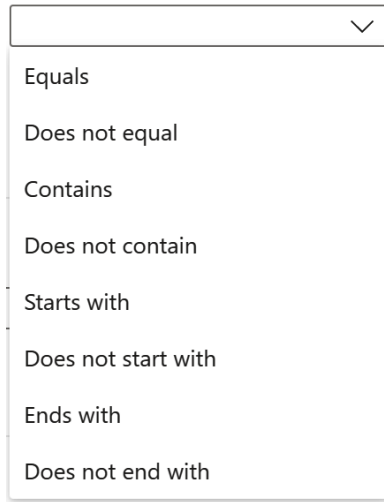 Equals
Does not equal
Contains
Does not contain
Starts with
Does not start with
Ends with
Does not end with